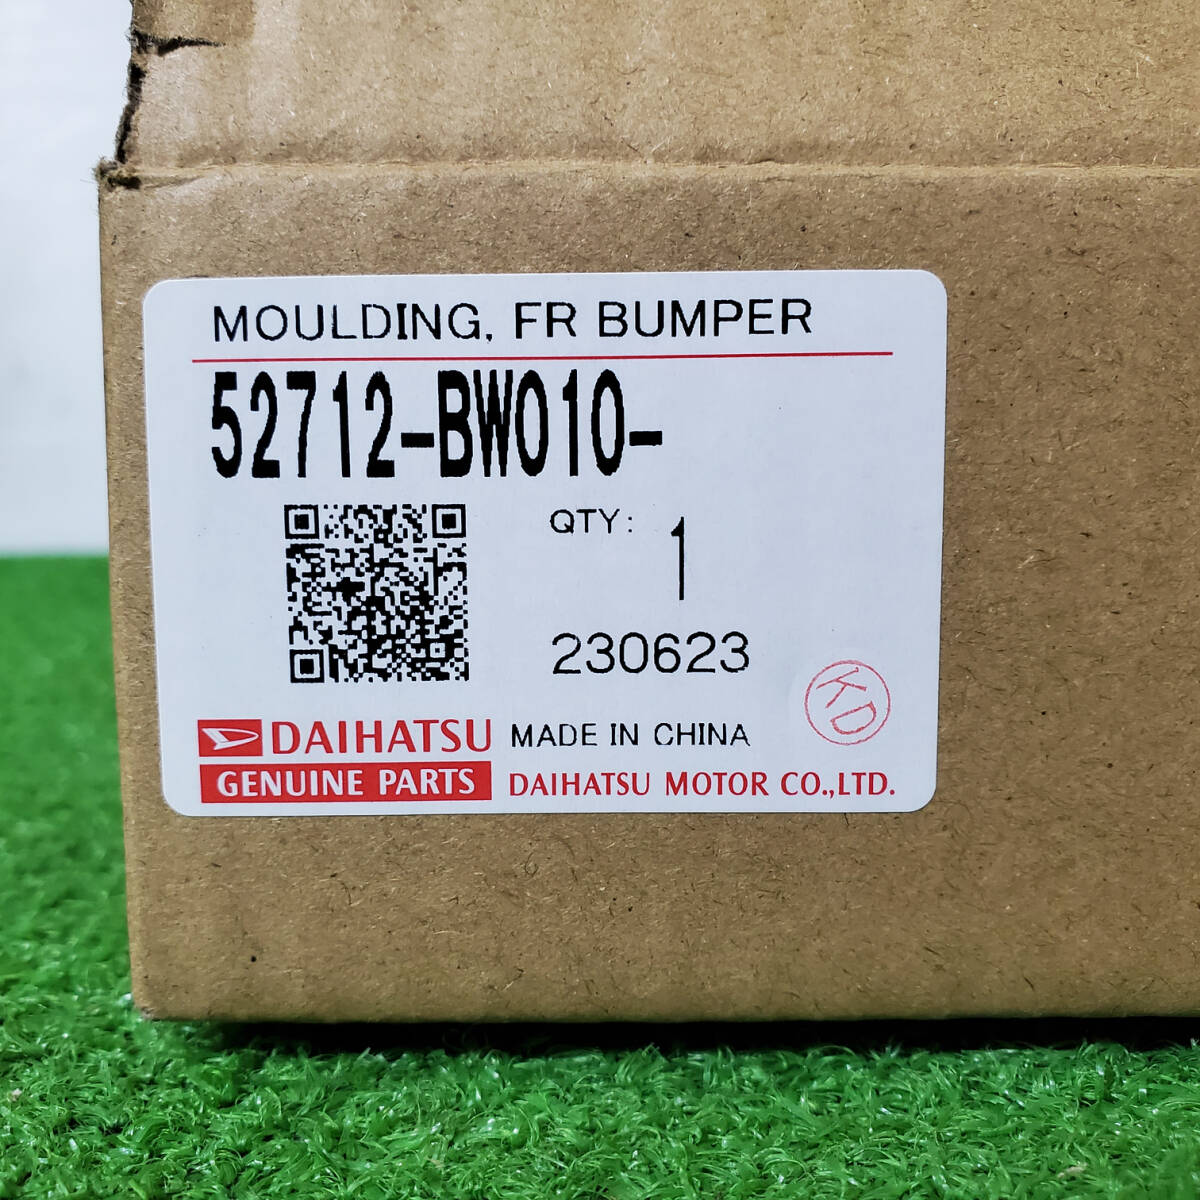 MOULDING, FR BUMPER
52712-BW010-
QTY: 1
230623
KD
DAIHATSU MADE IN CHINA
GENUINE PARTS DAIHATSU MOTOR CO.,LTD.